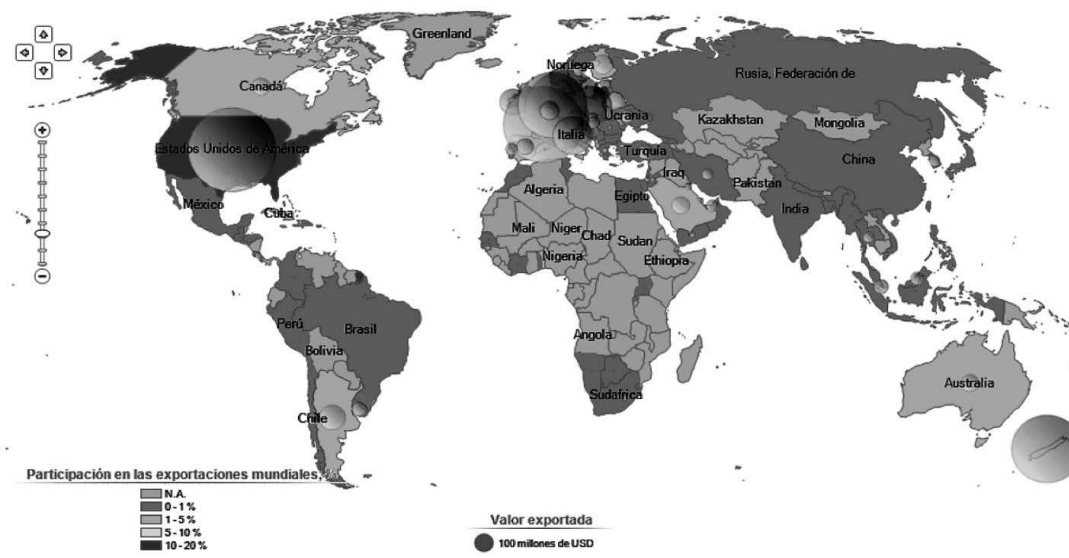 Greenland
Noruega
Rusia, Federación de
Canadá
Ucrania
Kazakhstan
Mongolia
Italia
Estados Unidos de América
Turquía
China
Iraq
Pakistan
Argelia
Egipto
India
México
Cuba
Mali
Niger
Chad
Sudan
Nigeria
Ethiopia
Perú
Brasil
Angola
Bolivia
Australia
Sudafrica
Chile
Participación en las exportaciones mundiales, %
N.A.
0 - 1 %
1 - 5 %
5 - 10 %
10 - 20 %
Valor exportada
100 millones de USD